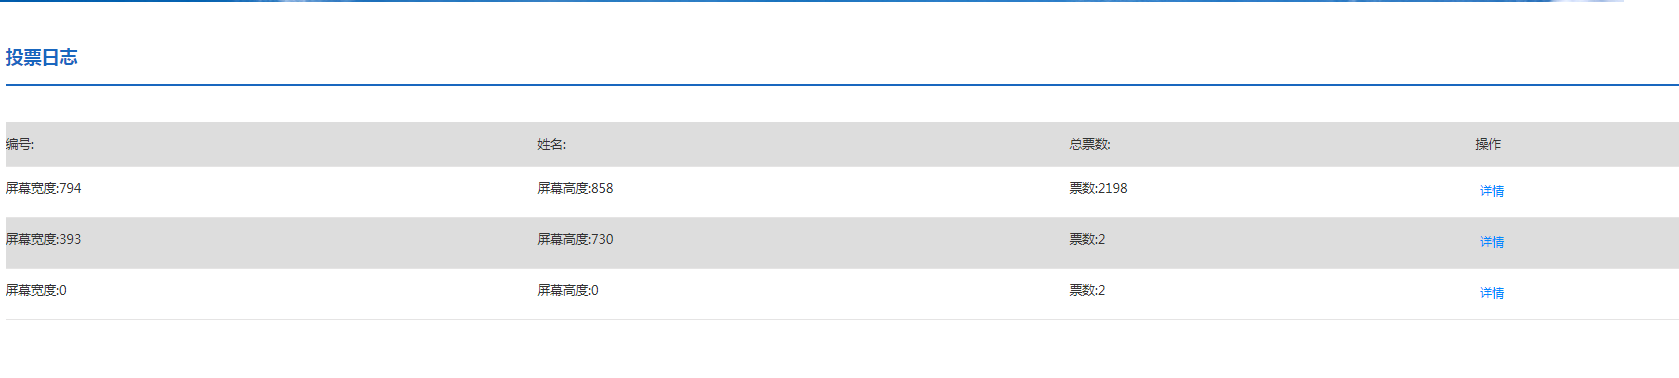 投票日志
编号: 姓名: 总票数: 操作
屏幕宽度:794 屏幕高度:858 票数:2198 详情
屏幕宽度:393 屏幕高度:730 票数:2 详情
屏幕宽度:0 屏幕高度:0 票数:2 详情